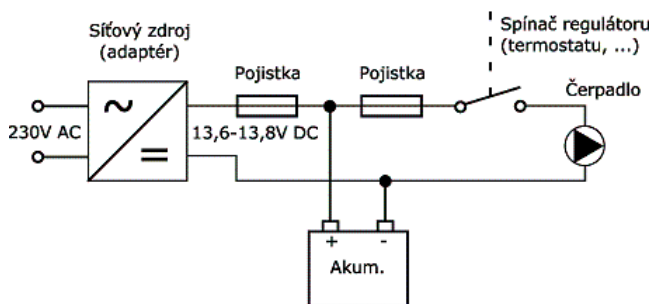 Síťový zdroj
(adaptér)
Spínač regulátoru
(termostatu, ...)
Pojistka
Pojistka
Čerpadlo
230V AC
13,6-13,8V DC
+ -
Akum.